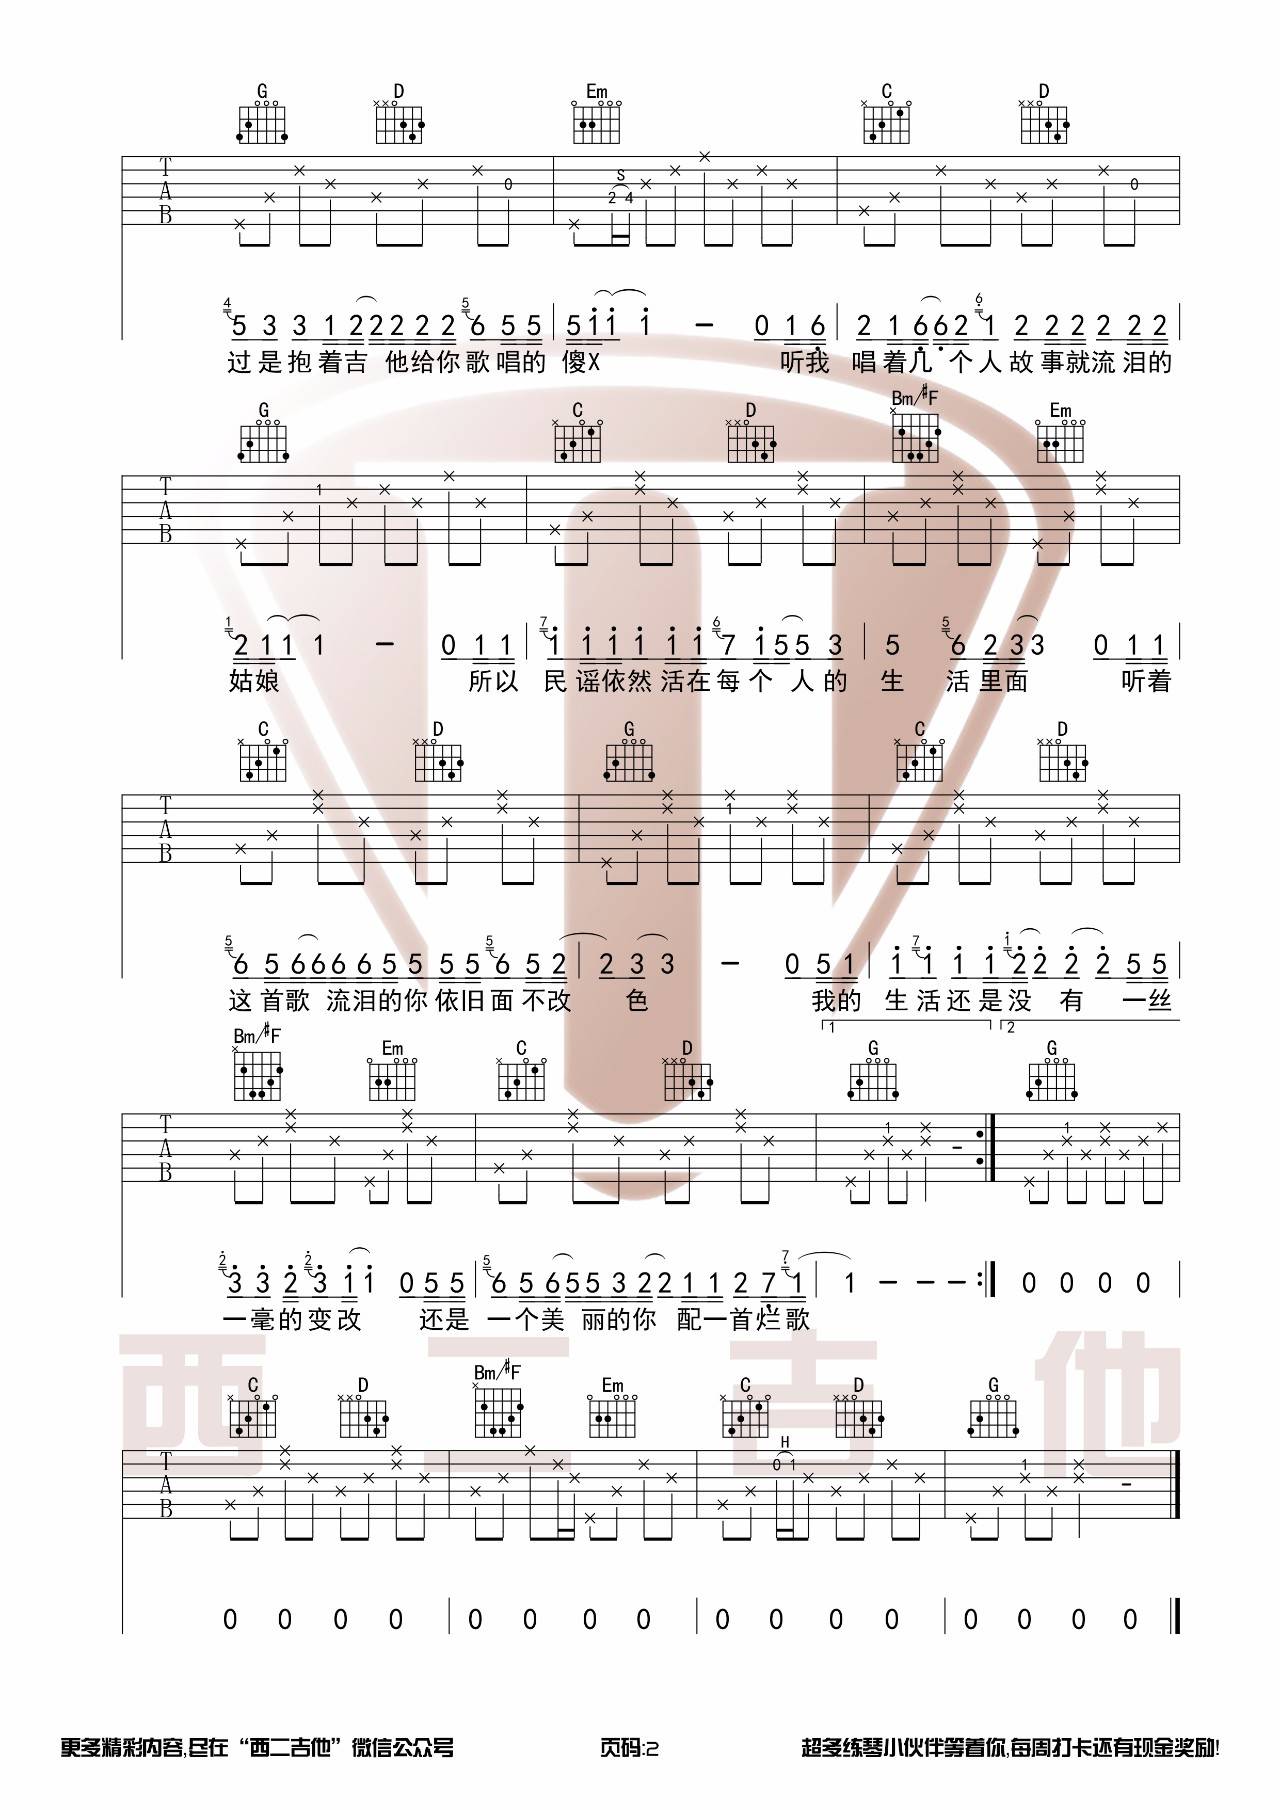 G D Em C D
T A B
0 S 2 4 0
4 5 3 3 1 2 2 2 2 2 5 6 5 5 5 1 1 1 - 0 1 6 2 1 6 6 2 6 1 2 2 2 2 2 2
过是抱着吉 他给你歌唱的 傻X 听我 唱着几 个人故事就流泪的
G C D Bm/#F Em
T A B
1
1 2 1 1 1 - 0 1 1 7 1 1 1 1 1 1 6 7 1 5 5 3 5 5 6 2 3 3 0 1 1
姑娘 所以 民谣依然活在每个 人的 生 活里面 听着
C D G C D
T A B
1
5 6 5 6 6 6 6 5 5 5 5 5 6 5 2 2 3 3 - 0 5 1 1 7 1 1 1 1 2 2 2 2 5 5
这首歌 流泪的你依旧面不改 色 我的 生活还是没 有 一丝
1 2
Bm/#F Em C D G G
T A B
1 - 1
2 3 3 2 2 3 1 1 0 5 5 5 6 5 6 5 5 3 2 2 1 1 2 7 7 1 1 - - - 0 0 0 0
一毫的变改 还是 一个美 丽的你 配一首烂歌
西二吉他
C D Bm/#F Em C D G
T A B
H 0 1 1 -
0 0 0 0 0 0 0 0 0 0 0 0 0 0 0 0
更多精彩内容,尽在“西二吉他”微信公众号 页码:2 超多练琴小伙伴等着你,每周打卡还有现金奖励!